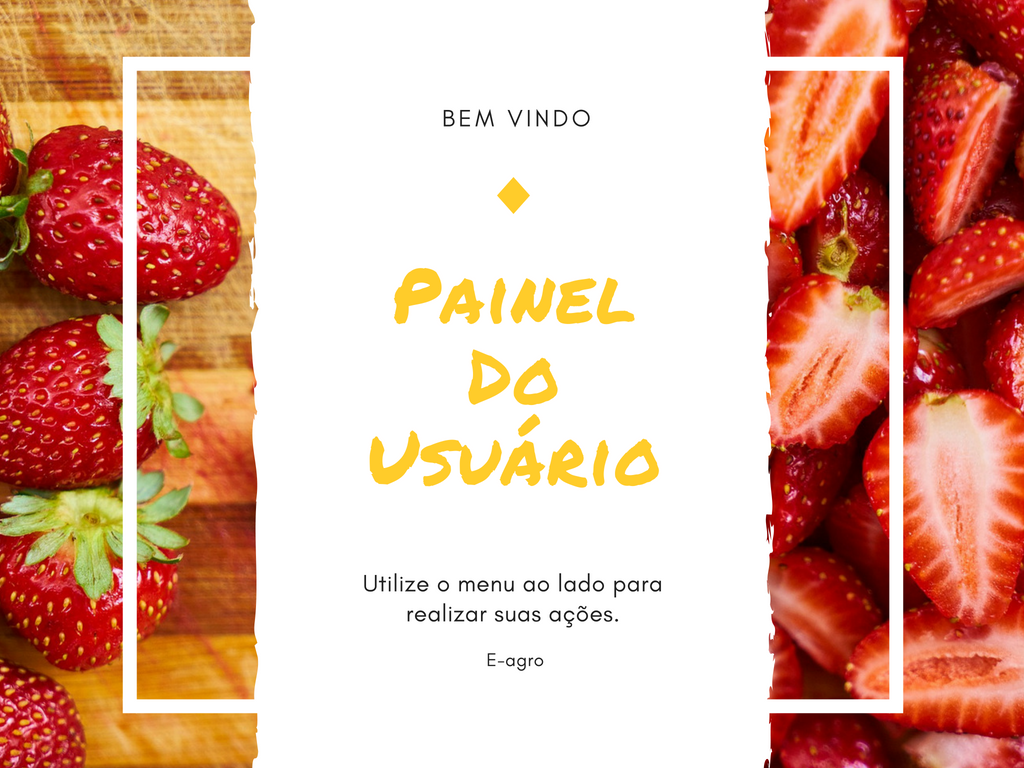 BEM VINDO
Painel
Do
Usuário
Utilize o menu ao lado para
realizar suas ações.
E-agro